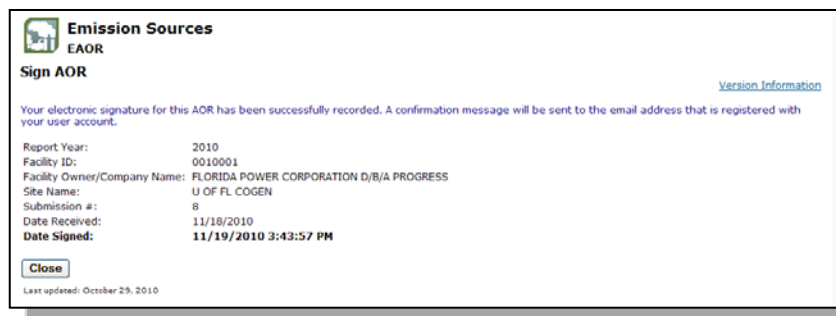 Emission Sources
EAOR
Sign AOR
Version Information
Your electronic signature for this AOR has been successfully recorded. A confirmation message will be sent to the email address that is registered with
your user account.
Report Year: 2010
Facility ID: 0010001
Facility Owner/Company Name: FLORIDA POWER CORPORATION D/B/A PROGRESS
Site Name: U OF FL COGEN
Submission #: 8
Date Received: 11/18/2010
Date Signed: 11/19/2010 3:43:57 PM
Close
Last updated: October 29, 2010